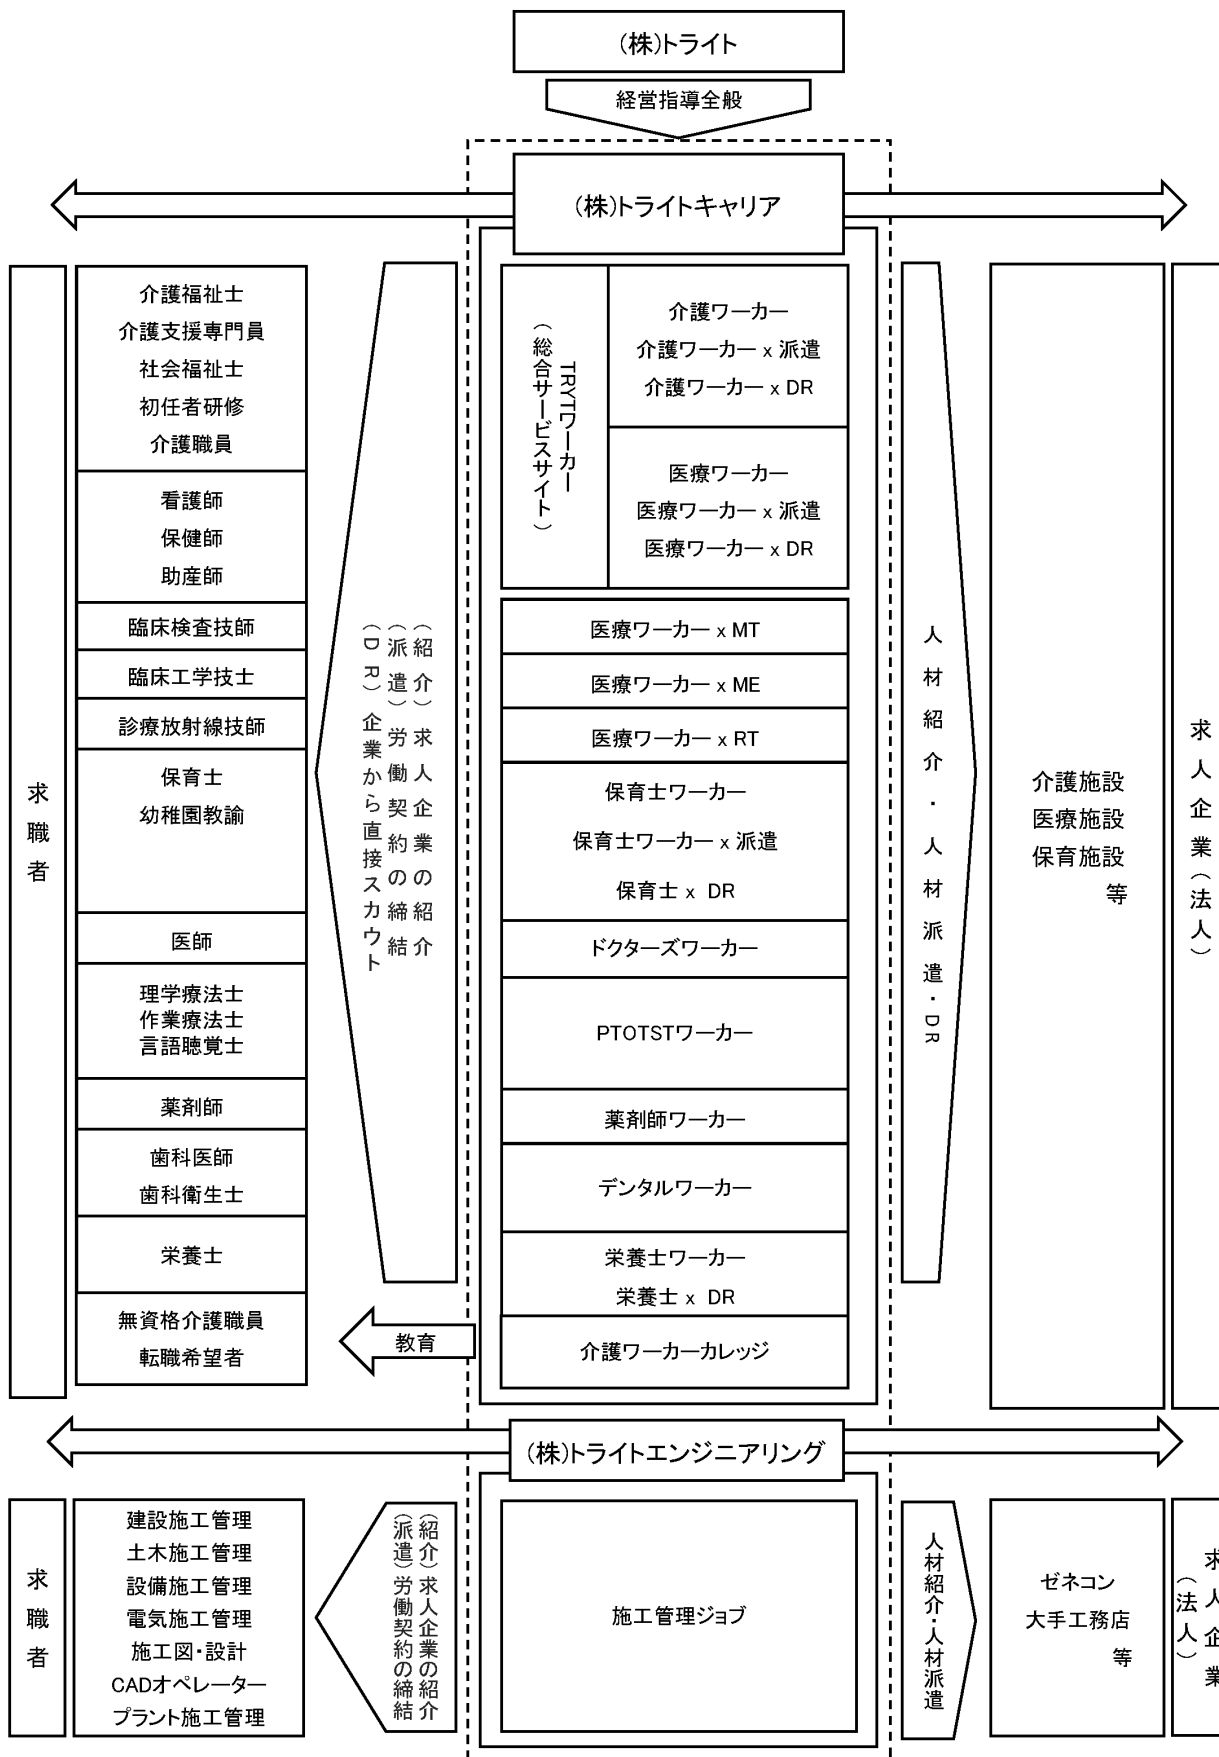 (株)トライト
経営指導全般
(株)トライトキャリア
求職者
介護福祉士
介護支援専門員
社会福祉士
初任者研修
介護職員
看護師
保健師
助産師
臨床検査技師
臨床工学技士
診療放射線技師
保育士
幼稚園教諭
医師
理学療法士
作業療法士
言語聴覚士
薬剤師
歯科医師
歯科衛生士
栄養士
無資格介護職員
転職希望者
(紹介)求人企業の紹介
(派遣)労働契約の締結
(DR)企業から直接スカウト
教育
TRYTワーカー
(総合サービスサイト)
介護ワーカー
介護ワーカー x 派遣
介護ワーカー x DR
医療ワーカー
医療ワーカー x 派遣
医療ワーカー x DR
医療ワーカー x MT
医療ワーカー x ME
医療ワーカー x RT
保育士ワーカー
保育士ワーカー x 派遣
保育士 x DR
ドクターズワーカー
PTOTSTワーカー
薬剤師ワーカー
デンタルワーカー
栄養士ワーカー
栄養士 x DR
介護ワーカーカレッジ
人材紹介・人材派遣・DR
介護施設
医療施設
保育施設
等
求人企業(法人)
(株)トライトエンジニアリング
求職者
建設施工管理
土木施工管理
設備施工管理
電気施工管理
施工図・設計
CADオペレーター
プラント施工管理
(紹介)求人企業の紹介
(派遣)労働契約の締結
施工管理ジョブ
人材紹介・人材派遣
ゼネコン
大手工務店
等
求人企業
(法人)